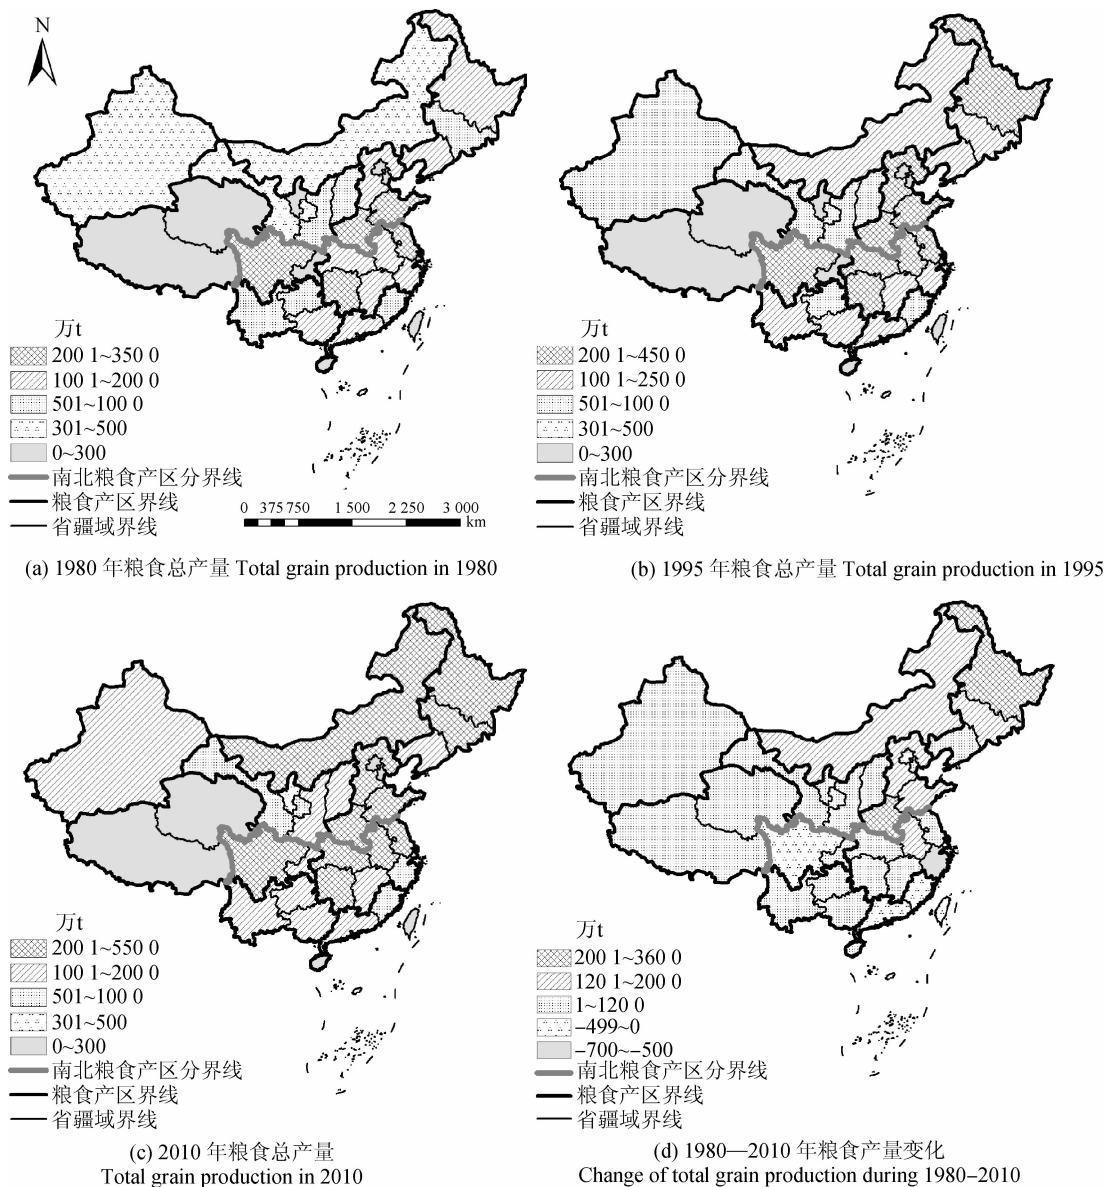 N
万t
200 1~350 0
100 1~200 0
501~100 0
301~500
0~300
南北粮食产区分界线
粮食产区界线
省疆域界线
0 375 750 1 500 2 250 3 000
km
(a) 1980 年粮食总产量 Total grain production in 1980
万t
200 1~450 0
100 1~250 0
501~100 0
301~500
0~300
南北粮食产区分界线
粮食产区界线
省疆域界线
(b) 1995 年粮食总产量 Total grain production in 1995
万t
200 1~550 0
100 1~200 0
501~100 0
301~500
0~300
南北粮食产区分界线
粮食产区界线
省疆域界线
(c) 2010 年粮食总产量
Total grain production in 2010
万t
200 1~360 0
120 1~200 0
1~120 0
−499~0
−700~−500
南北粮食产区分界线
粮食产区界线
省疆域界线
(d) 1980—2010 年粮食产量变化
Change of total grain production during 1980−2010